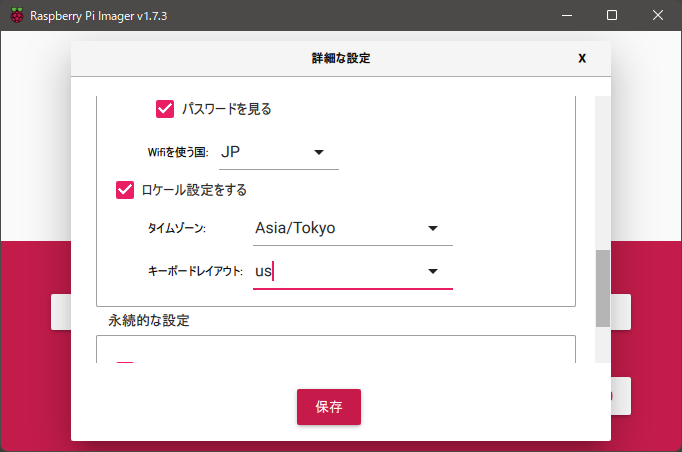 Raspberry Pi Imager v1.7.3
詳細な設定
X
パスワードを見る
Wifiを使う国: JP
ロケール設定をする
タイムゾーン: Asia/Tokyo
キーボードレイアウト: us
永続的な設定
保存